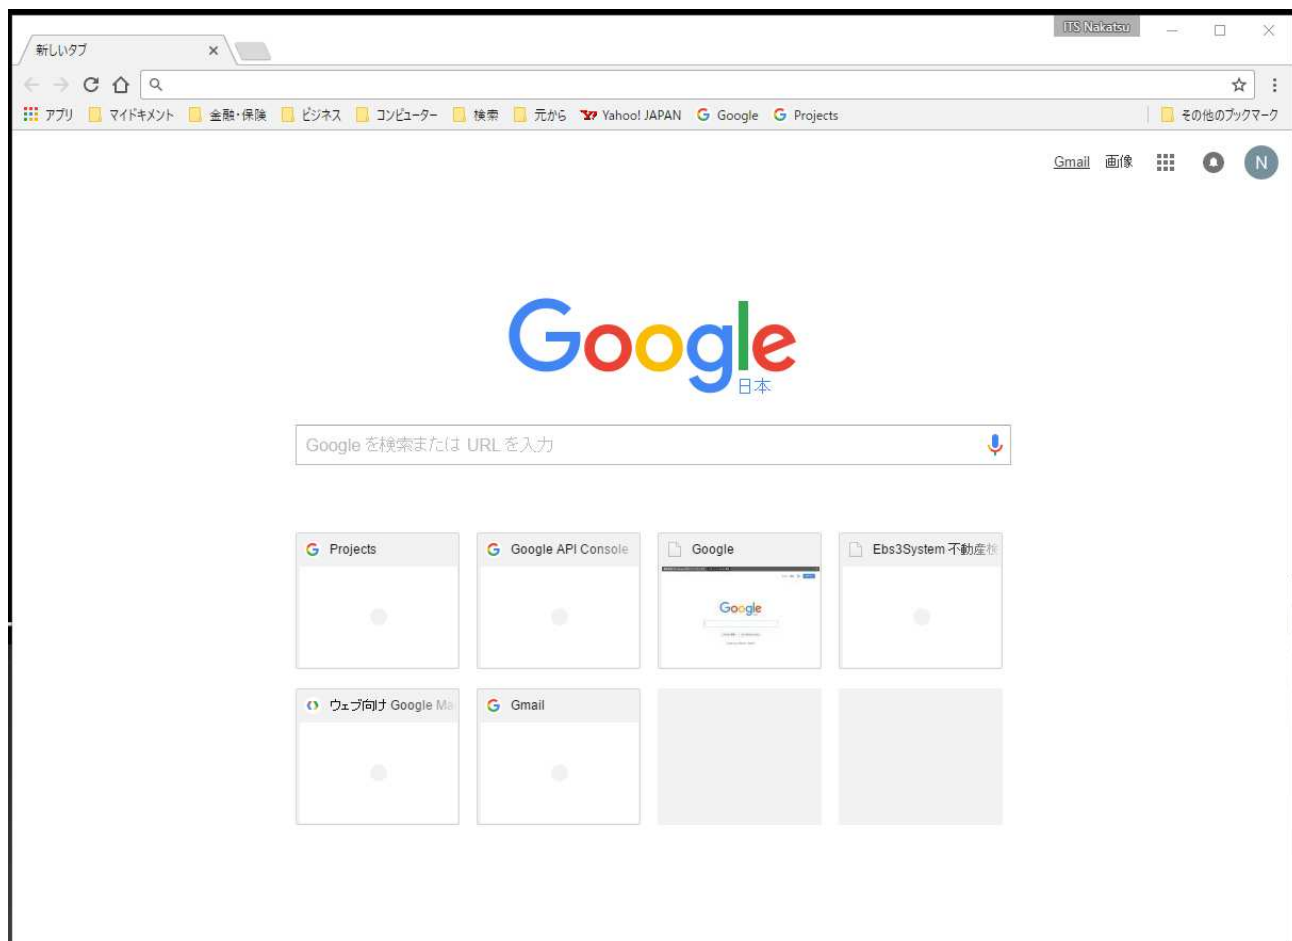 ITS Nakatsu
新しいタブ
アプリ マイドキメント 金融・保険 ビジネス コンピューター 検索 元から Yahoo! JAPAN Google Projects その他のブックマーク
Gmail 画像 N
Google
日本
Google を検索または URL を入力
Projects Google API Console Google Ebs3System 不動産検
Google
ウェブ向け Google Ma Gmail